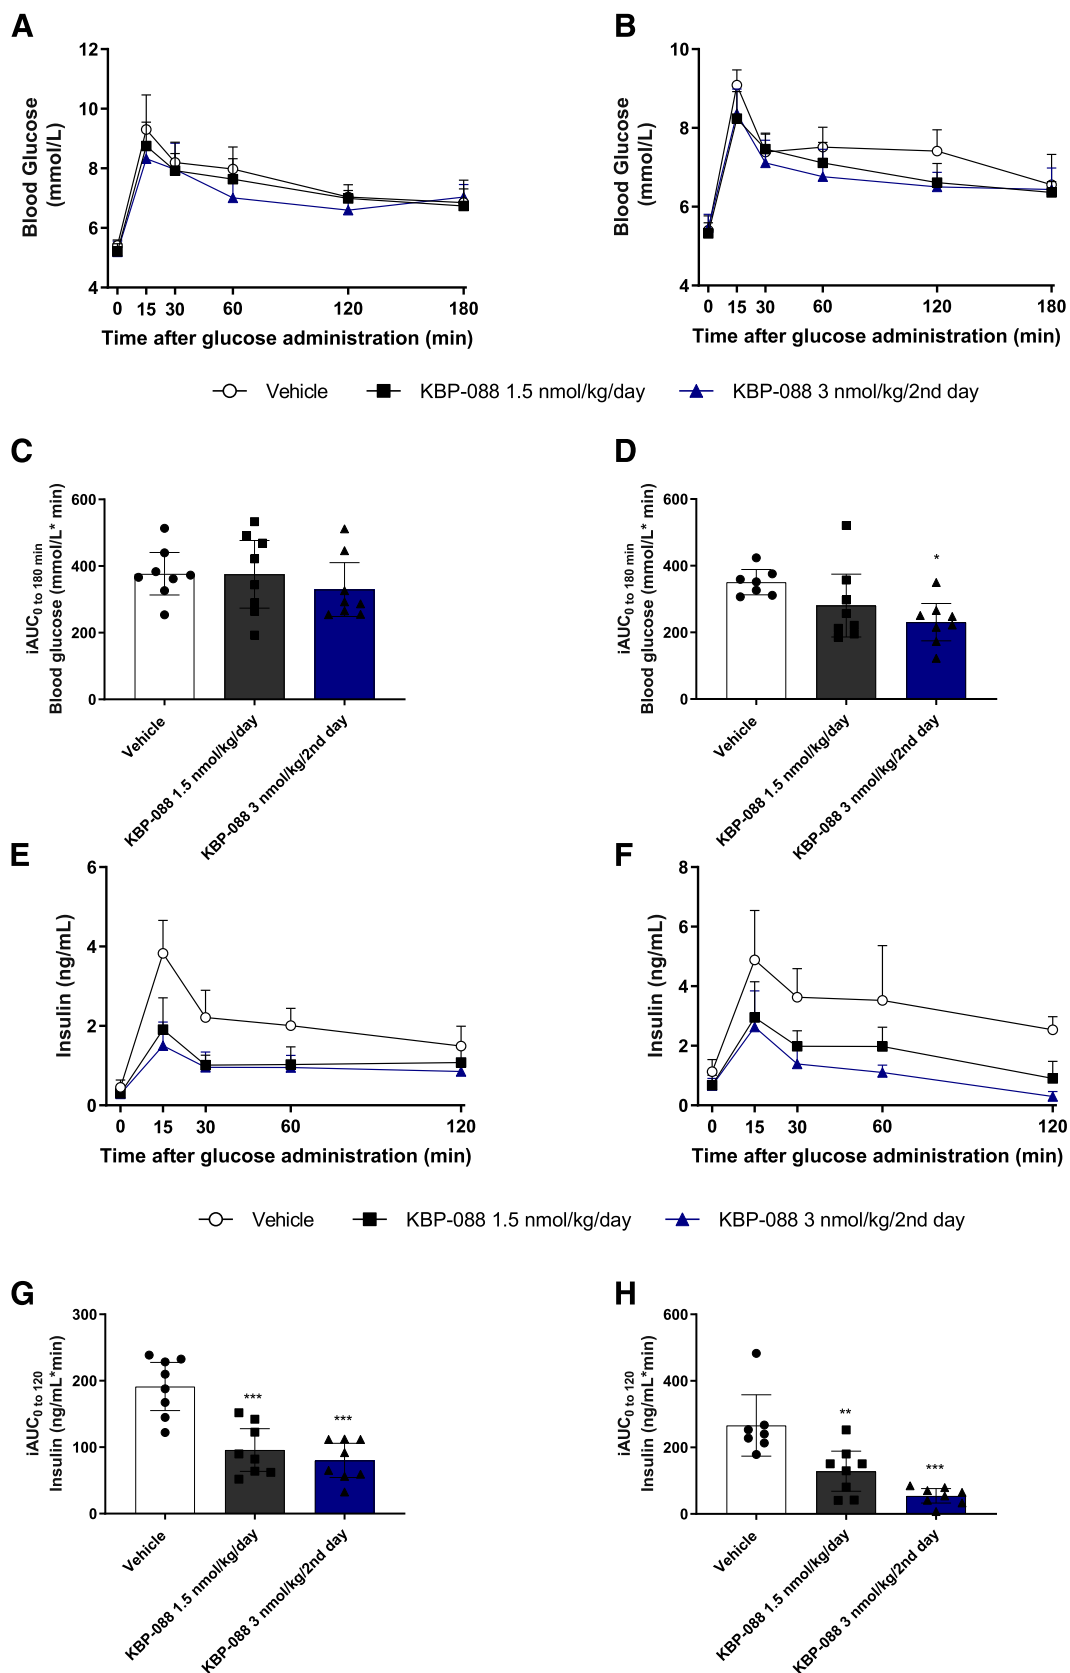 A
B
12
10
8
6
4
Blood Glucose
(mmol/L)
0 15 30 60 120 180
Time after glucose administration (min)
10
8
6
4
Blood Glucose
(mmol/L)
0 15 30 60 120 180
Time after glucose administration (min)
Vehicle KBP-088 1.5 nmol/kg/day KBP-088 3 nmol/kg/2nd day
C
D
600
400
200
0
iAUC0 to 180 min
Blood glucose (mmol/L* min)
Vehicle
KBP-088 1.5 nmol/kg/day
KBP-088 3 nmol/kg/2nd day
600
400
200
0
iAUC0 to 180 min
Blood glucose (mmol/L* min)
*
Vehicle
KBP-088 1.5 nmol/kg/day
KBP-088 3 nmol/kg/2nd day
E
F
6
4
2
0
Insulin (ng/mL)
0 15 30 60 120
Time after glucose administration (min)
8
6
4
2
0
Insulin (ng/mL)
0 15 30 60 120
Time after glucose administration (min)
Vehicle KBP-088 1.5 nmol/kg/day KBP-088 3 nmol/kg/2nd day
G
H
300
200
100
0
iAUC0 to 120
Insulin (ng/mL*min)
***
***
Vehicle
KBP-088 1.5 nmol/kg/day
KBP-088 3 nmol/kg/2nd day
600
400
200
0
iAUC0 to 120
Insulin (ng/mL*min)
**
***
Vehicle
KBP-088 1.5 nmol/kg/day
KBP-088 3 nmol/kg/2nd day